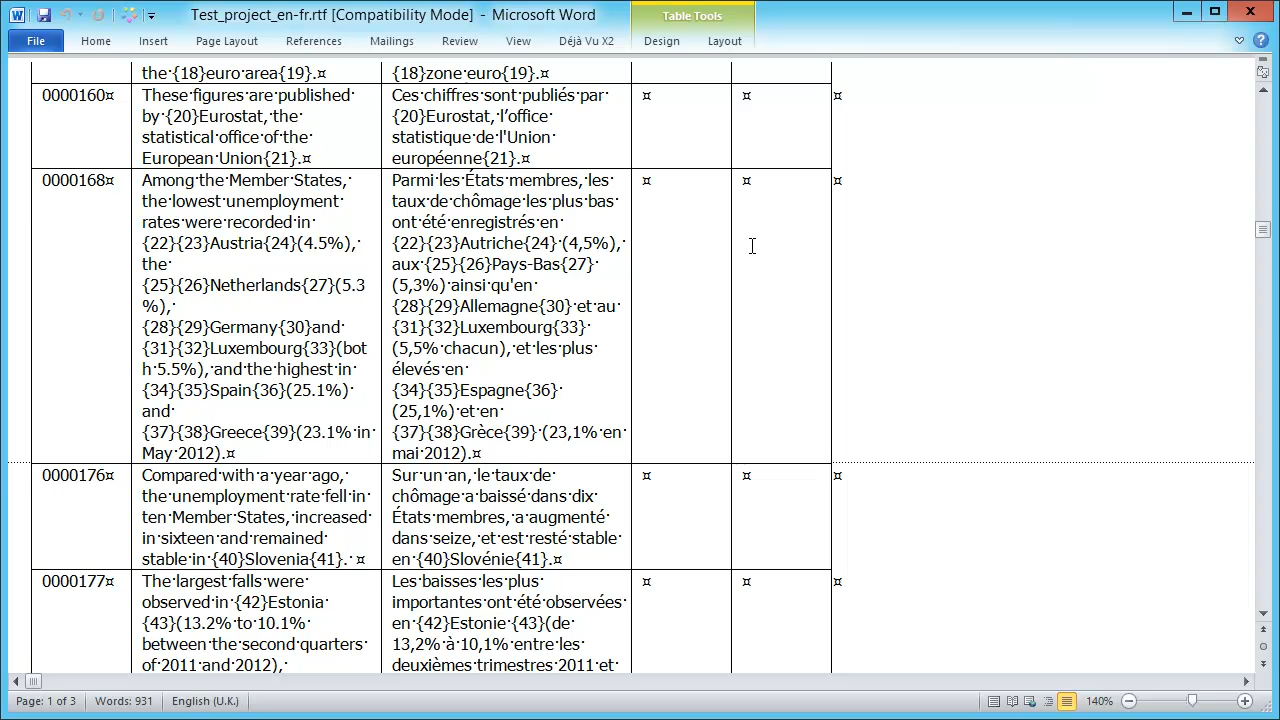 Test_project_en-fr.rtf [Compatibility Mode] - Microsoft Word
Table Tools
File Home Insert Page Layout References Mailings Review View Déjà Vu X2 Design Layout
the·{18}euro·area{19}.¤
{18}zone·euro{19}.¤
0000160¤
These·figures·are·published·
by·{20}Eurostat,·the·
statistical·office·of·the·
European·Union{21}.¤
Ces·chiffres·sont·publiés·par·
{20}Eurostat,·l’office·
statistique·de·l'Union·
européenne{21}.¤
¤
¤
¤
0000168¤
Among·the·Member·States,·
the·lowest·unemployment·
rates·were·recorded·in·
{22}{23}Austria{24}(4.5%),·
the·
{25}{26}Netherlands{27}(5.3
%),·
{28}{29}Germany{30}and·
{31}{32}Luxembourg{33}(bot
h·5.5%),·and·the·highest·in·
{34}{35}Spain{36}(25.1%)·
and·
{37}{38}Greece{39}(23.1%·in·
May·2012).¤
Parmi·les·États·membres,·les·
taux·de·chômage·les·plus·bas·
ont·été·enregistrés·en·
{22}{23}Autriche{24}·(4,5%),·
aux·{25}{26}Pays-Bas{27}·
(5,3%)·ainsi·qu'en·
{28}{29}Allemagne{30}·et·au·
{31}{32}Luxembourg{33}·
(5,5%·chacun),·et·les·plus·
élevés·en·
{34}{35}Espagne{36}·
(25,1%)·et·en·
{37}{38}Grèce{39}·(23,1%·en·
mai·2012).¤
¤
¤
¤
0000176¤
Compared·with·a·year·ago,·
the·unemployment·rate·fell·in·
ten·Member·States,·increased·
in·sixteen·and·remained·
stable·in·{40}Slovenia{41}.·¤
Sur·un·an,·le·taux·de·
chômage·a·baissé·dans·dix·
États·membres,·a·augmenté·
dans·seize,·et·est·resté·stable·
en·{40}Slovénie{41}.¤
¤
¤
¤
0000177¤
The·largest·falls·were·
observed·in·{42}Estonia·
{43}(13.2%·to·10.1%·
between·the·second·quarters·
of·2011·and·2012),·
Les·baisses·les·plus·
importantes·ont·été·observées·
en·{42}Estonie·{43}(de·
13,2%·à·10,1%·entre·les·
deuxièmes·trimestres·2011·et·
¤
¤
¤
Page: 1 of 3 Words: 931 English (U.K.) 140%